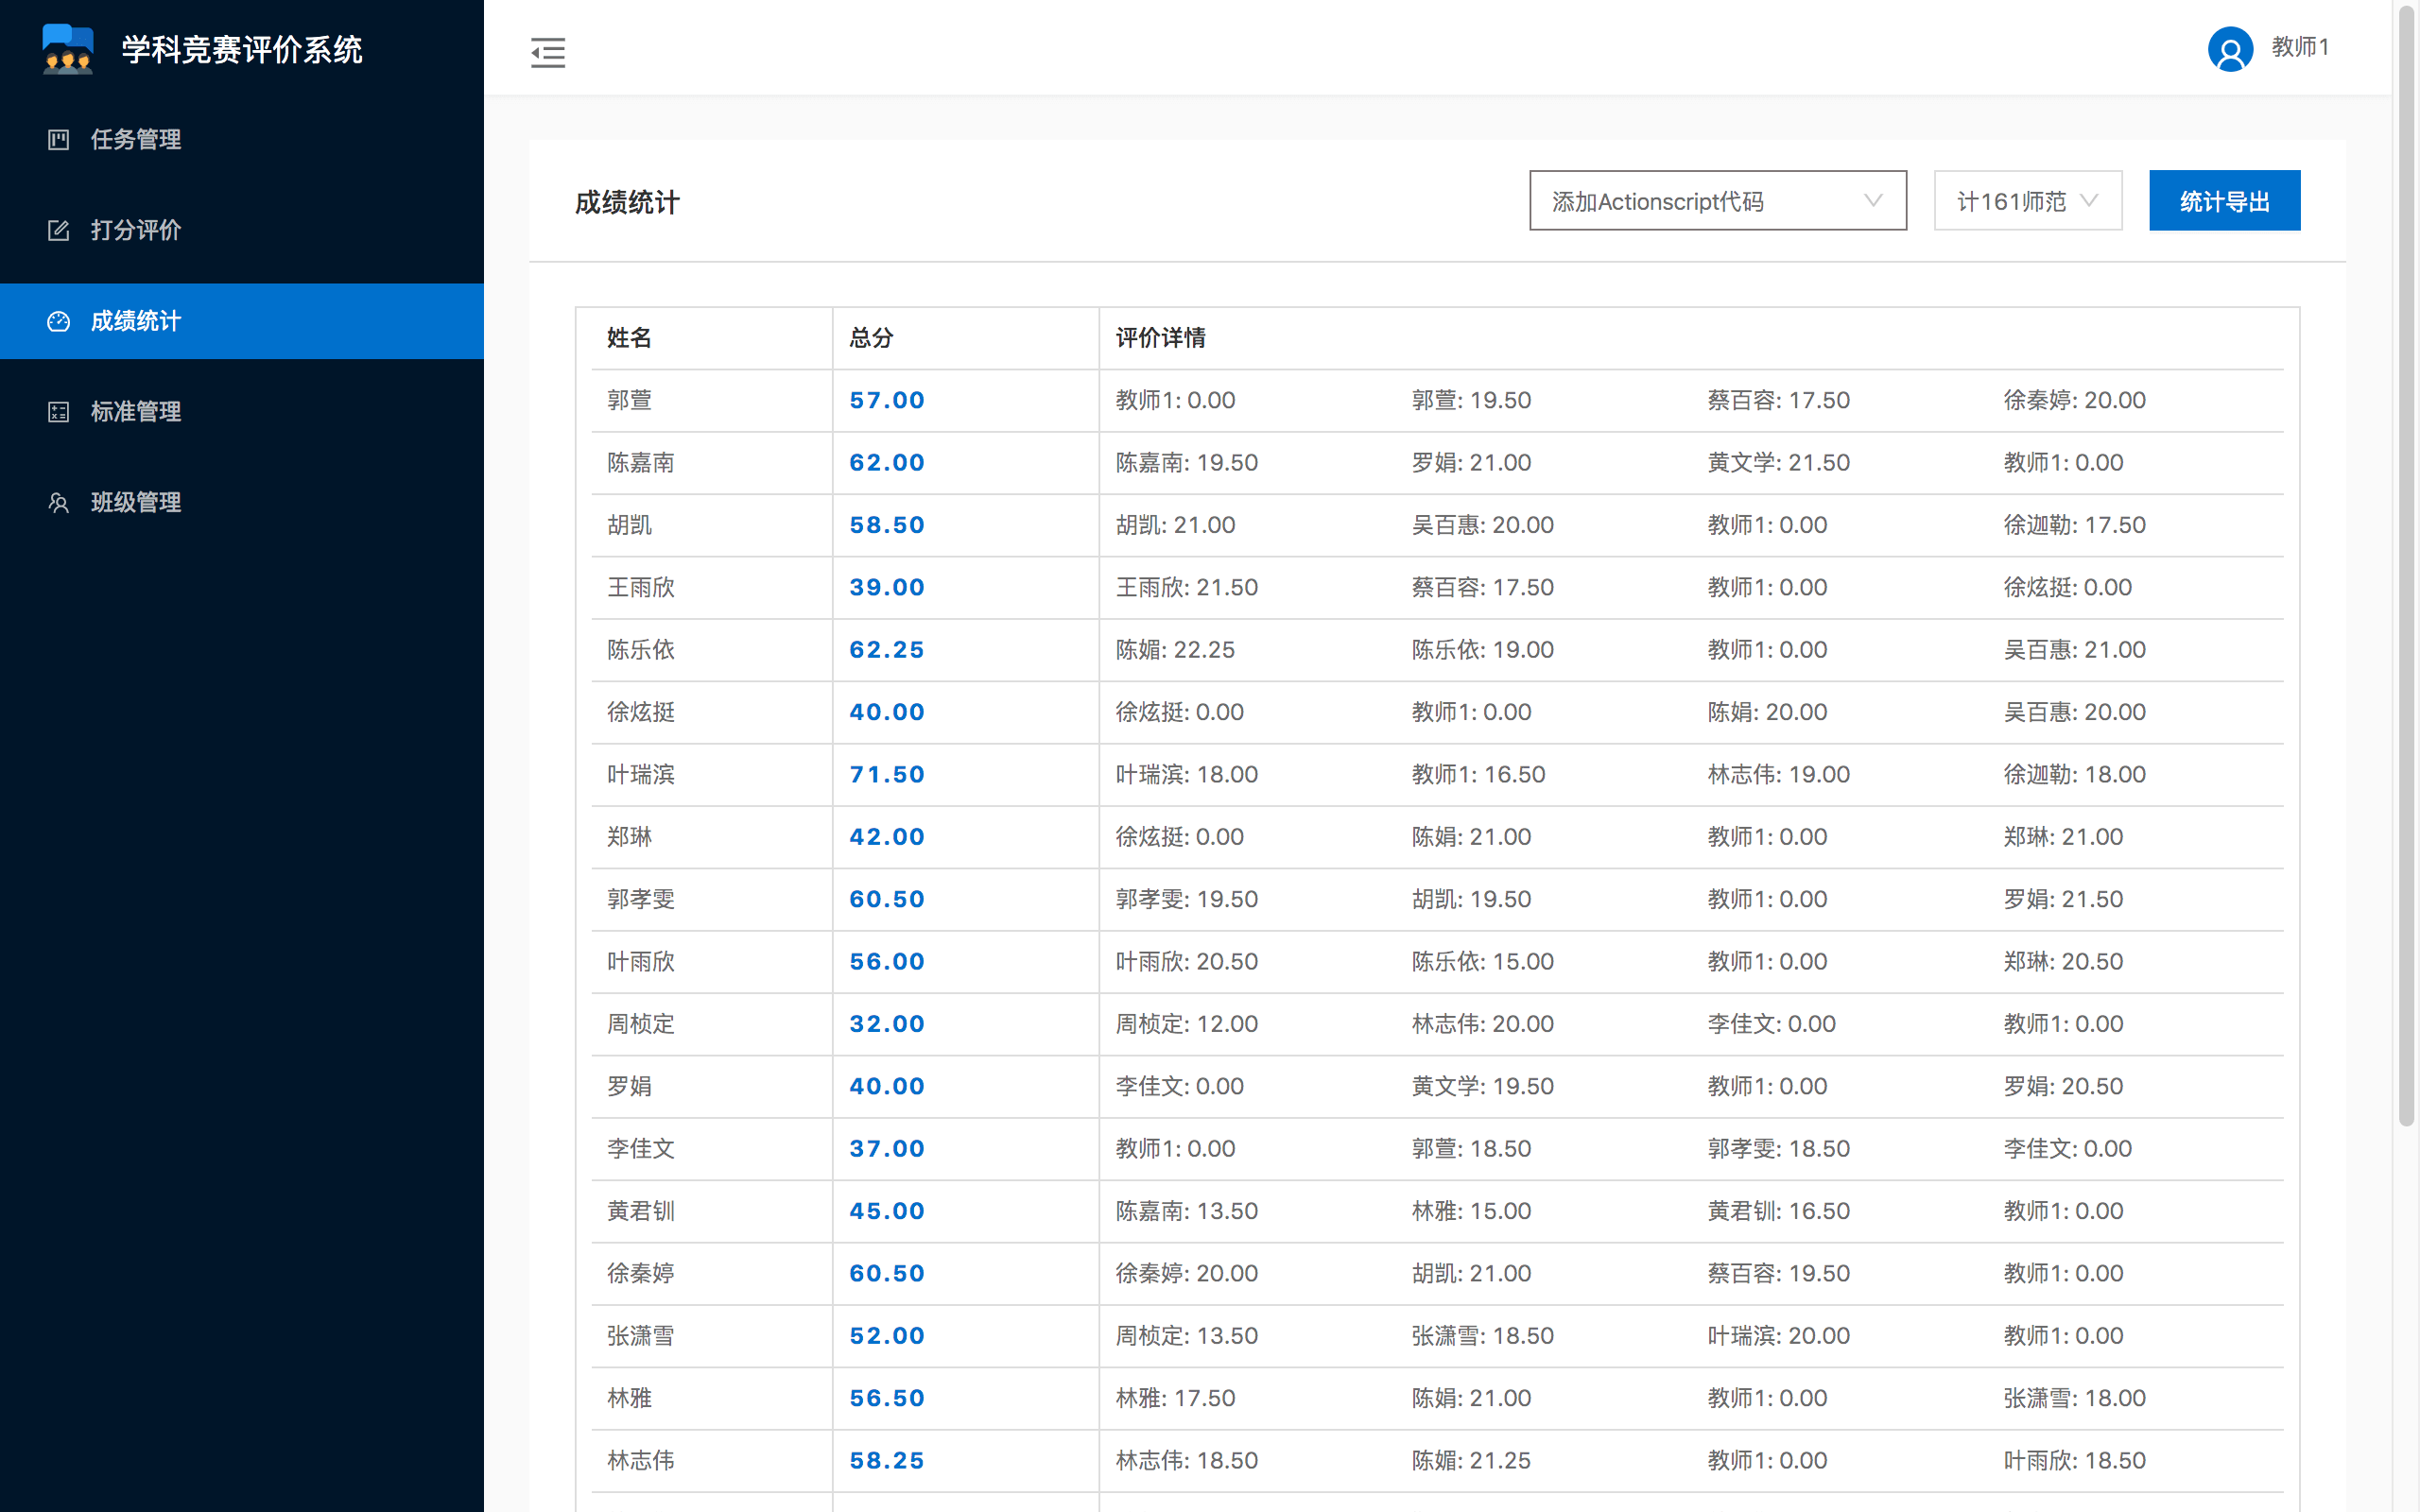 学科竞赛评价系统
教师1
任务管理
打分评价
成绩统计
标准管理
班级管理
成绩统计 添加Actionscript代码 计161师范 统计导出
姓名 总分 评价详情
郭萱 57.00 教师1: 0.00 郭萱: 19.50 蔡百容: 17.50 徐秦婷: 20.00
陈嘉南 62.00 陈嘉南: 19.50 罗娟: 21.00 黄文学: 21.50 教师1: 0.00
胡凯 58.50 胡凯: 21.00 吴百惠: 20.00 教师1: 0.00 徐迦勒: 17.50
王雨欣 39.00 王雨欣: 21.50 蔡百容: 17.50 教师1: 0.00 徐炫挺: 0.00
陈乐依 62.25 陈媚: 22.25 陈乐依: 19.00 教师1: 0.00 吴百惠: 21.00
徐炫挺 40.00 徐炫挺: 0.00 教师1: 0.00 陈娟: 20.00 吴百惠: 20.00
叶瑞滨 71.50 叶瑞滨: 18.00 教师1: 16.50 林志伟: 19.00 徐迦勒: 18.00
郑琳 42.00 徐炫挺: 0.00 陈娟: 21.00 教师1: 0.00 郑琳: 21.00
郭孝雯 60.50 郭孝雯: 19.50 胡凯: 19.50 教师1: 0.00 罗娟: 21.50
叶雨欣 56.00 叶雨欣: 20.50 陈乐依: 15.00 教师1: 0.00 郑琳: 20.50
周桢定 32.00 周桢定: 12.00 林志伟: 20.00 李佳文: 0.00 教师1: 0.00
罗娟 40.00 李佳文: 0.00 黄文学: 19.50 教师1: 0.00 罗娟: 20.50
李佳文 37.00 教师1: 0.00 郭萱: 18.50 郭孝雯: 18.50 李佳文: 0.00
黄君钏 45.00 陈嘉南: 13.50 林雅: 15.00 黄君钏: 16.50 教师1: 0.00
徐秦婷 60.50 徐秦婷: 20.00 胡凯: 21.00 蔡百容: 19.50 教师1: 0.00
张潇雪 52.00 周桢定: 13.50 张潇雪: 18.50 叶瑞滨: 20.00 教师1: 0.00
林雅 56.50 林雅: 17.50 陈娟: 21.00 教师1: 0.00 张潇雪: 18.00
林志伟 58.25 林志伟: 18.50 陈媚: 21.25 教师1: 0.00 叶雨欣: 18.50